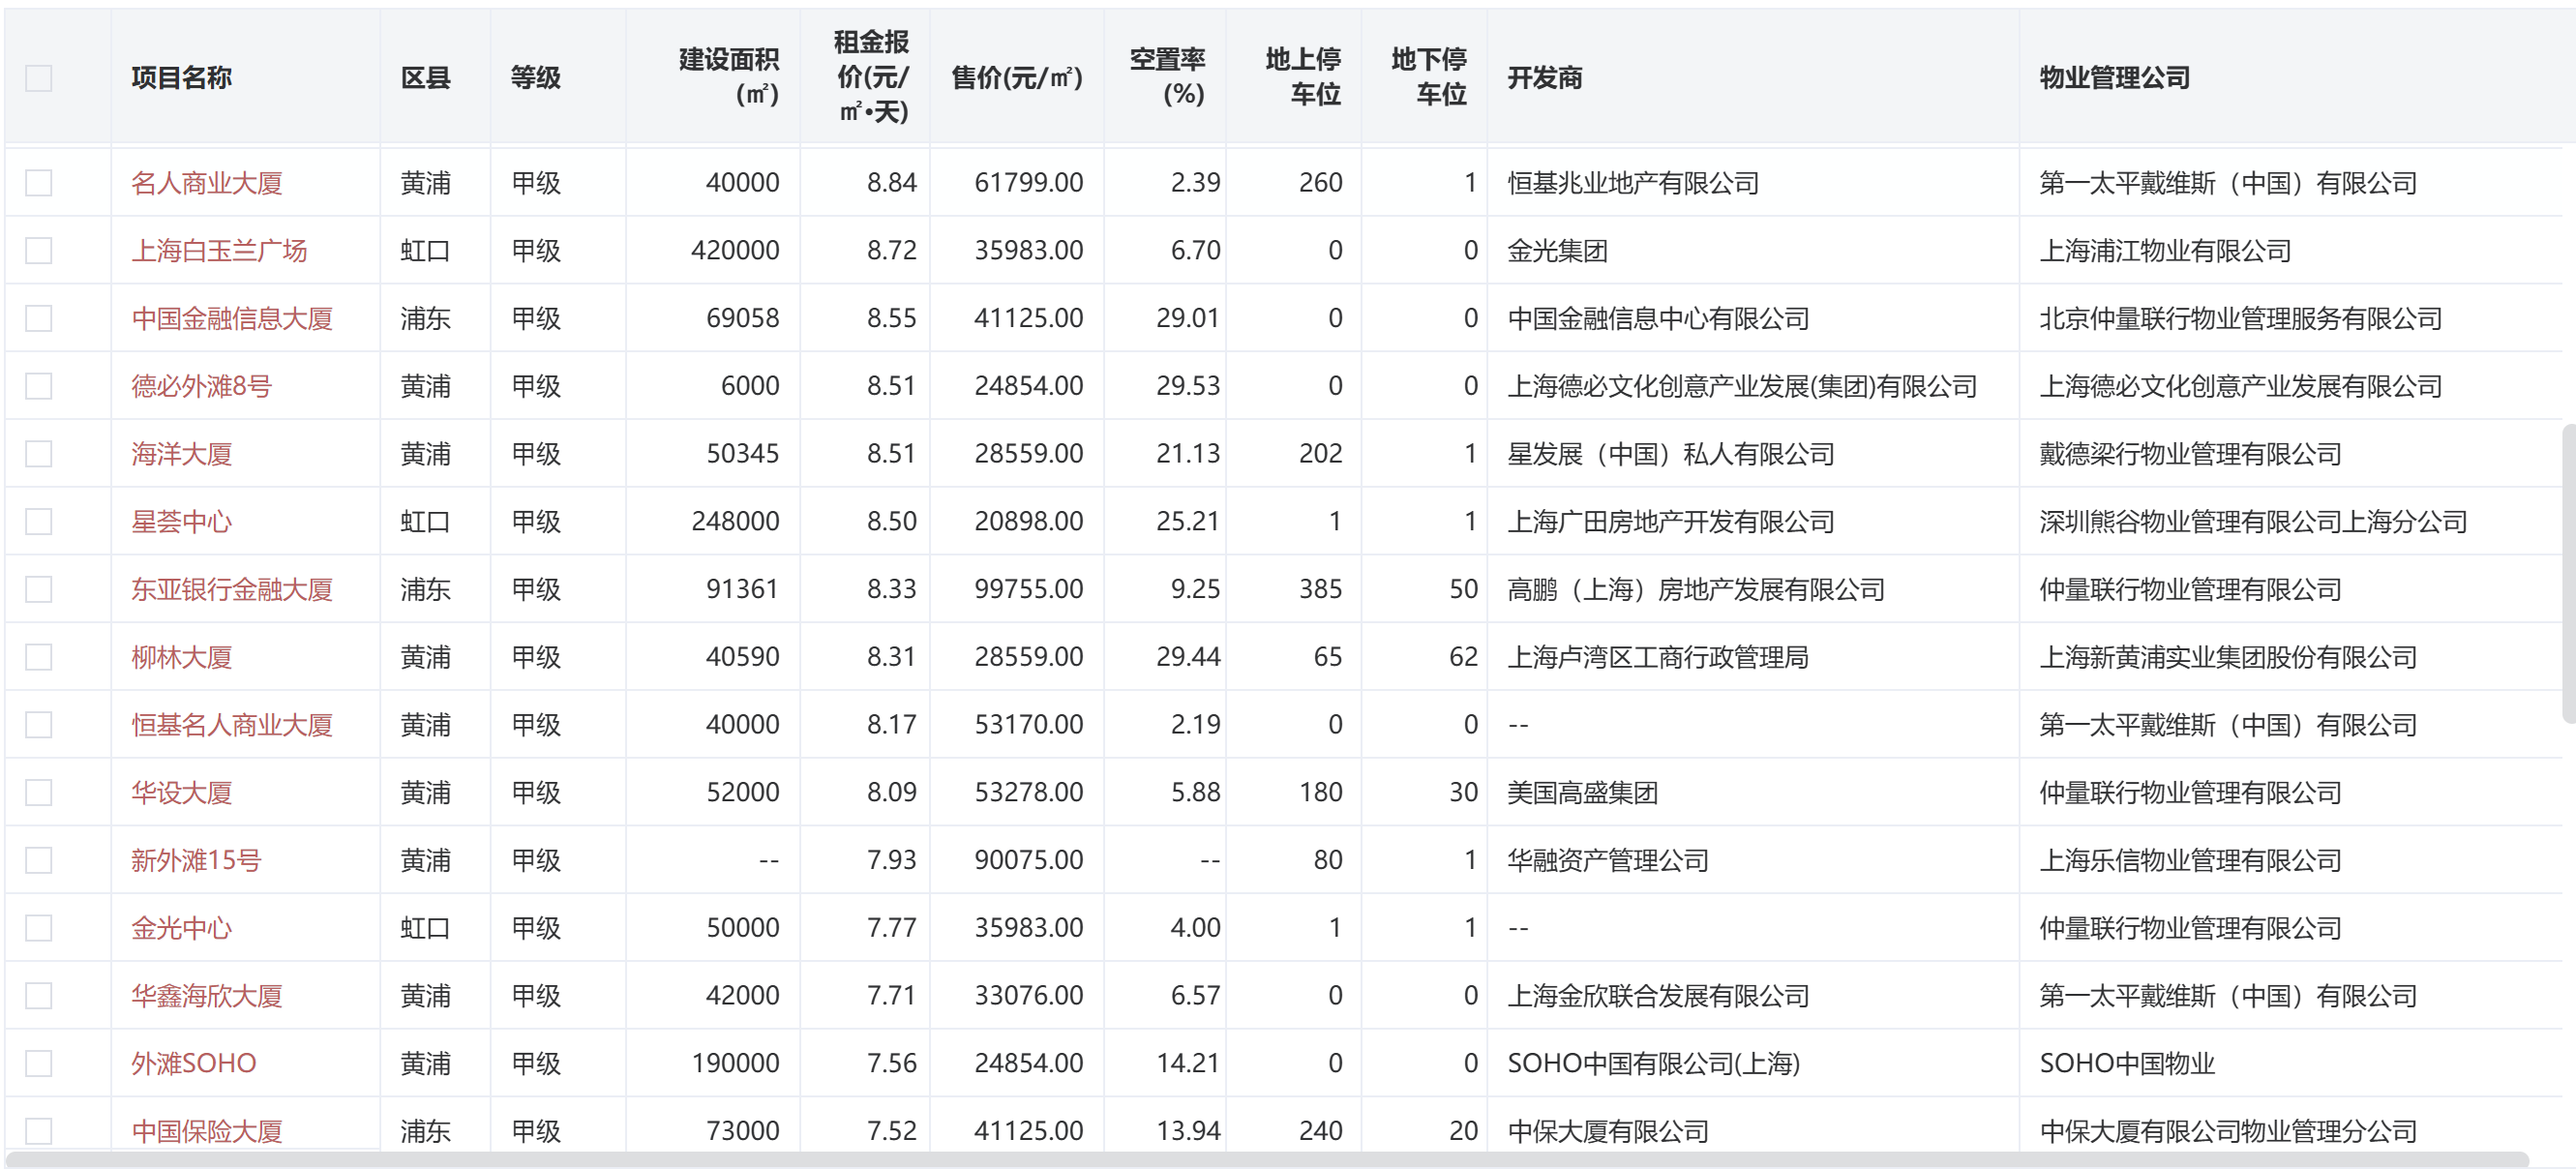 项目名称 区县 等级 建设面积(㎡) 租金报价(元/㎡•天) 售价(元/㎡) 空置率(%) 地上停车位 地下停车位 开发商 物业管理公司
名人商业大厦 黄浦 甲级 40000 8.84 61799.00 2.39 260 1 恒基兆业地产有限公司 第一太平戴维斯（中国）有限公司
上海白玉兰广场 虹口 甲级 420000 8.72 35983.00 6.70 0 0 金光集团 上海浦江物业有限公司
中国金融信息大厦 浦东 甲级 69058 8.55 41125.00 29.01 0 0 中国金融信息中心有限公司 北京仲量联行物业管理服务有限公司
德必外滩8号 黄浦 甲级 6000 8.51 24854.00 29.53 0 0 上海德必文化创意产业发展(集团)有限公司 上海德必文化创意产业发展有限公司
海洋大厦 黄浦 甲级 50345 8.51 28559.00 21.13 202 1 星发展（中国）私人有限公司 戴德梁行物业管理有限公司
星荟中心 虹口 甲级 248000 8.50 20898.00 25.21 1 1 上海广田房地产开发有限公司 深圳熊谷物业管理有限公司上海分公司
东亚银行金融大厦 浦东 甲级 91361 8.33 99755.00 9.25 385 50 高鹏（上海）房地产发展有限公司 仲量联行物业管理有限公司
柳林大厦 黄浦 甲级 40590 8.31 28559.00 29.44 65 62 上海卢湾区工商行政管理局 上海新黄浦实业集团股份有限公司
恒基名人商业大厦 黄浦 甲级 40000 8.17 53170.00 2.19 0 0 -- 第一太平戴维斯（中国）有限公司
华设大厦 黄浦 甲级 52000 8.09 53278.00 5.88 180 30 美国高盛集团 仲量联行物业管理有限公司
新外滩15号 黄浦 甲级 -- 7.93 90075.00 -- 80 1 华融资产管理公司 上海乐信物业管理有限公司
金光中心 虹口 甲级 50000 7.77 35983.00 4.00 1 1 -- 仲量联行物业管理有限公司
华鑫海欣大厦 黄浦 甲级 42000 7.71 33076.00 6.57 0 0 上海金欣联合发展有限公司 第一太平戴维斯（中国）有限公司
外滩SOHO 黄浦 甲级 190000 7.56 24854.00 14.21 0 0 SOHO中国有限公司(上海) SOHO中国物业
中国保险大厦 浦东 甲级 73000 7.52 41125.00 13.94 240 20 中保大厦有限公司 中保大厦有限公司物业管理分公司